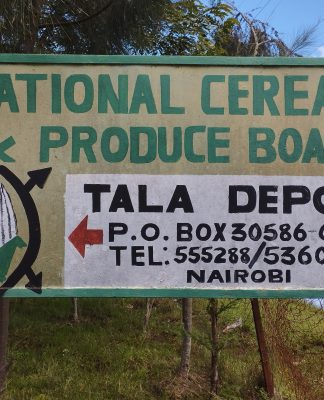 ATIONAL CEREA
PRODUCE BOA
TALA DEPO
P.O. BOX 30586-
TEL: 555288/5360
NAIROBI